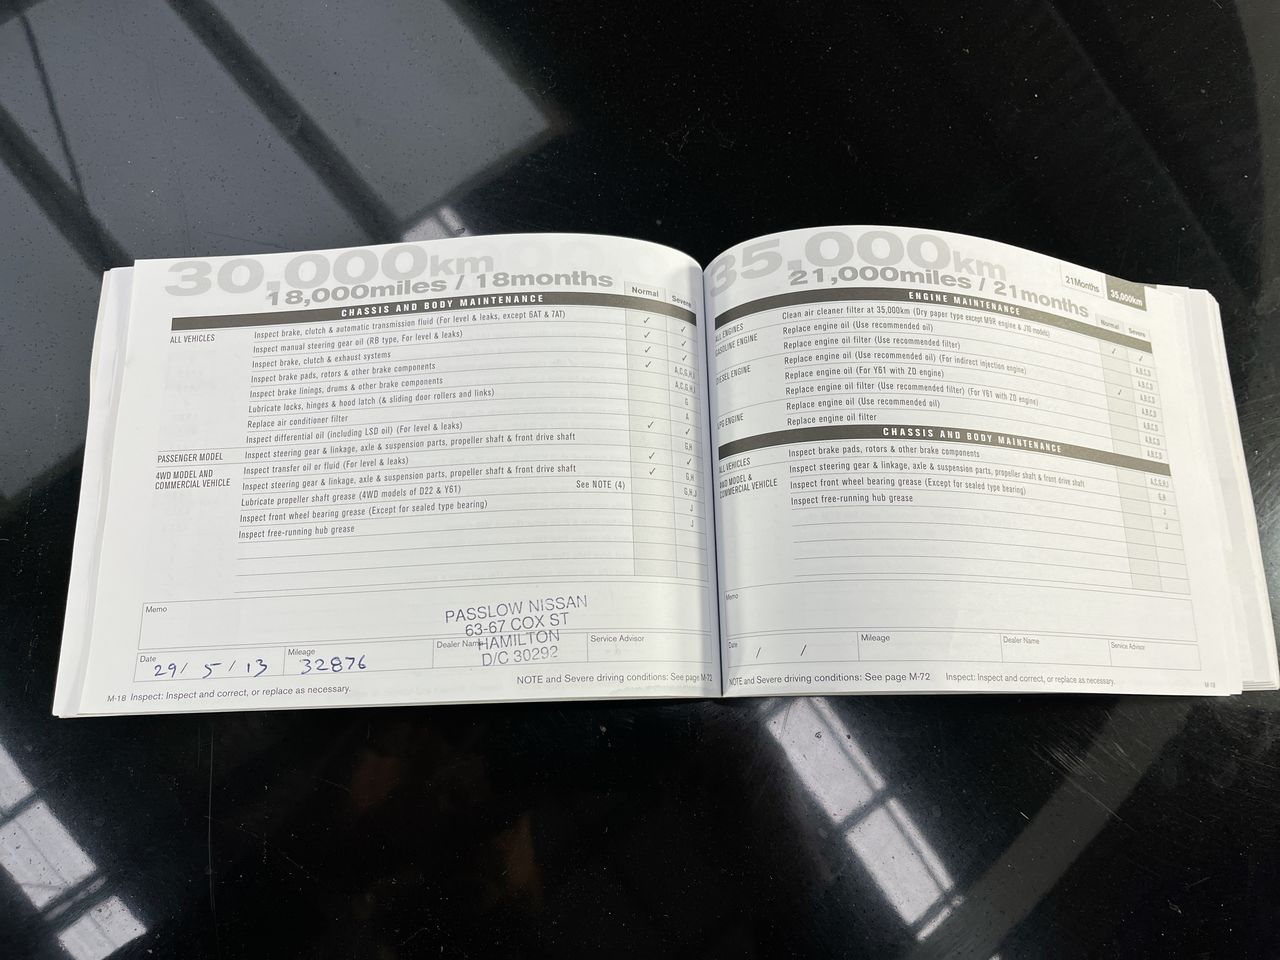 30,000km
18,000miles / 18months
CHASSIS AND BODY MAINTENANCE
Normal
Severe
ALL VEHICLES
Inspect brake, clutch & automatic transmission fluid (For level & leaks, except 6AT & 7AT)
✓ ✓
Inspect manual steering gear oil (RB type, For level & leaks)
✓ ✓
Inspect brake, clutch & exhaust systems
✓ ✓
Inspect brake pads, rotors & other brake components
✓ A,C,G,H,I
Inspect brake linings, drums & other brake components
A,C,G,H,I
Lubricate locks, hinges & hood latch (& sliding door rollers and links)
G
Replace air conditioner filter
A
Inspect differential oil (including LSD oil) (For level & leaks)
✓ ✓
PASSENGER MODEL
Inspect steering gear & linkage, axle & suspension parts, propeller shaft & front drive shaft
G,H
4WD MODEL AND COMMERCIAL VEHICLE
Inspect transfer oil or fluid (For level & leaks)
✓ ✓
Inspect steering gear & linkage, axle & suspension parts, propeller shaft & front drive shaft
✓ G,H
Lubricate propeller shaft grease (4WD models of D22 & Y61) See NOTE (4)
G,H,J
Inspect front wheel bearing grease (Except for sealed type bearing)
J
Inspect free-running hub grease
J
Memo
PASSLOW NISSAN
63-67 COX ST
HAMILTON
D/C 30292
Date
29/ 5 / 13
Mileage
32876
Dealer Name
Service Advisor
M-18 Inspect: Inspect and correct, or replace as necessary.
NOTE and Severe driving conditions: See page M-72
35,000km
21,000miles / 21months
21Months
35,000km
ENGINE MAINTENANCE
Normal
Severe
ALL ENGINES
Clean air cleaner filter at 35,000km (Dry paper type except M9R engine & J10 models)
GASOLINE ENGINE
Replace engine oil (Use recommended oil)
✓ ✓
Replace engine oil filter (Use recommended filter)
A,B,C,D
DIESEL ENGINE
Replace engine oil (Use recommended oil) (For indirect injection engine)
A,B,C,D
Replace engine oil (For Y61 with ZD engine)
✓ A,B,C,D
Replace engine oil filter (Use recommended filter) (For Y61 with ZD engine)
A,B,C,D
LPG ENGINE
Replace engine oil (Use recommended oil)
A,B,C,D
Replace engine oil filter
A,B,C,D
CHASSIS AND BODY MAINTENANCE
ALL VEHICLES
Inspect brake pads, rotors & other brake components
A,C,G,H,I
4WD MODEL & COMMERCIAL VEHICLE
Inspect steering gear & linkage, axle & suspension parts, propeller shaft & front drive shaft
G,H
Inspect front wheel bearing grease (Except for sealed type bearing)
J
Inspect free-running hub grease
J
Memo
Date
/ /
Mileage
Dealer Name
Service Advisor
NOTE and Severe driving conditions: See page M-72
Inspect: Inspect and correct, or replace as necessary.